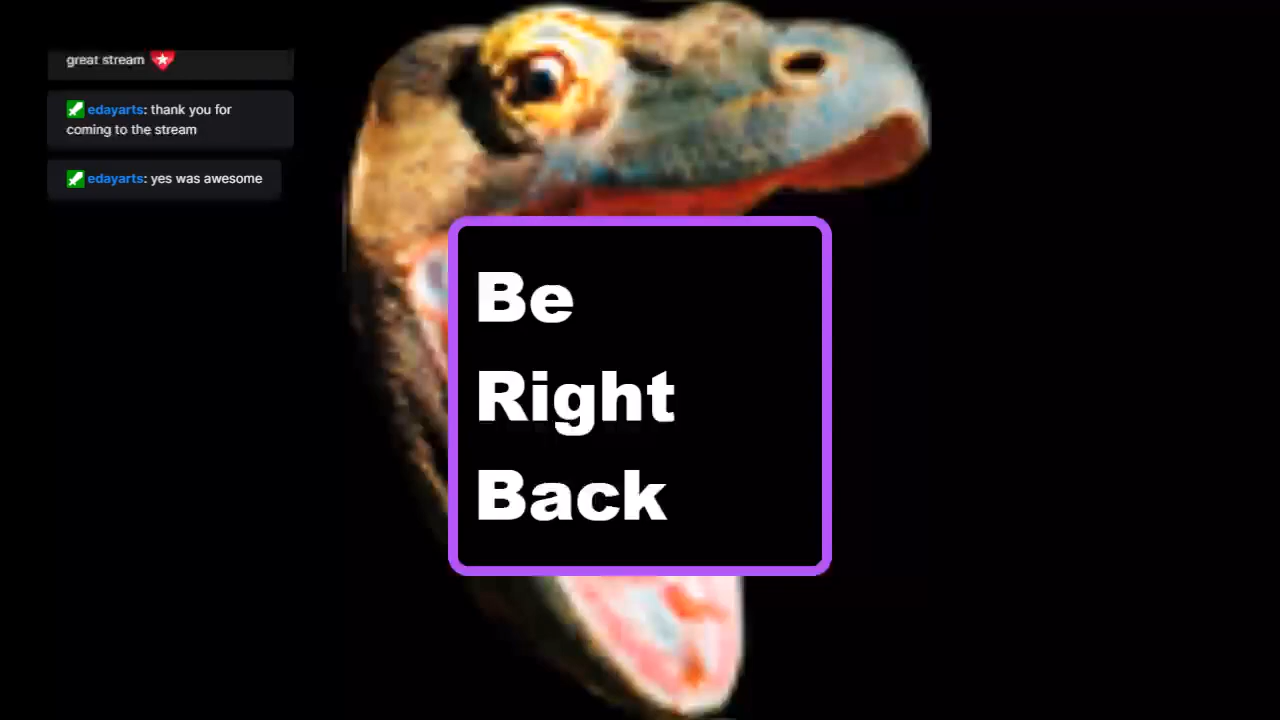 great stream
edayarts: thank you for
coming to the stream
edayarts: yes was awesome
Be
Right
Back